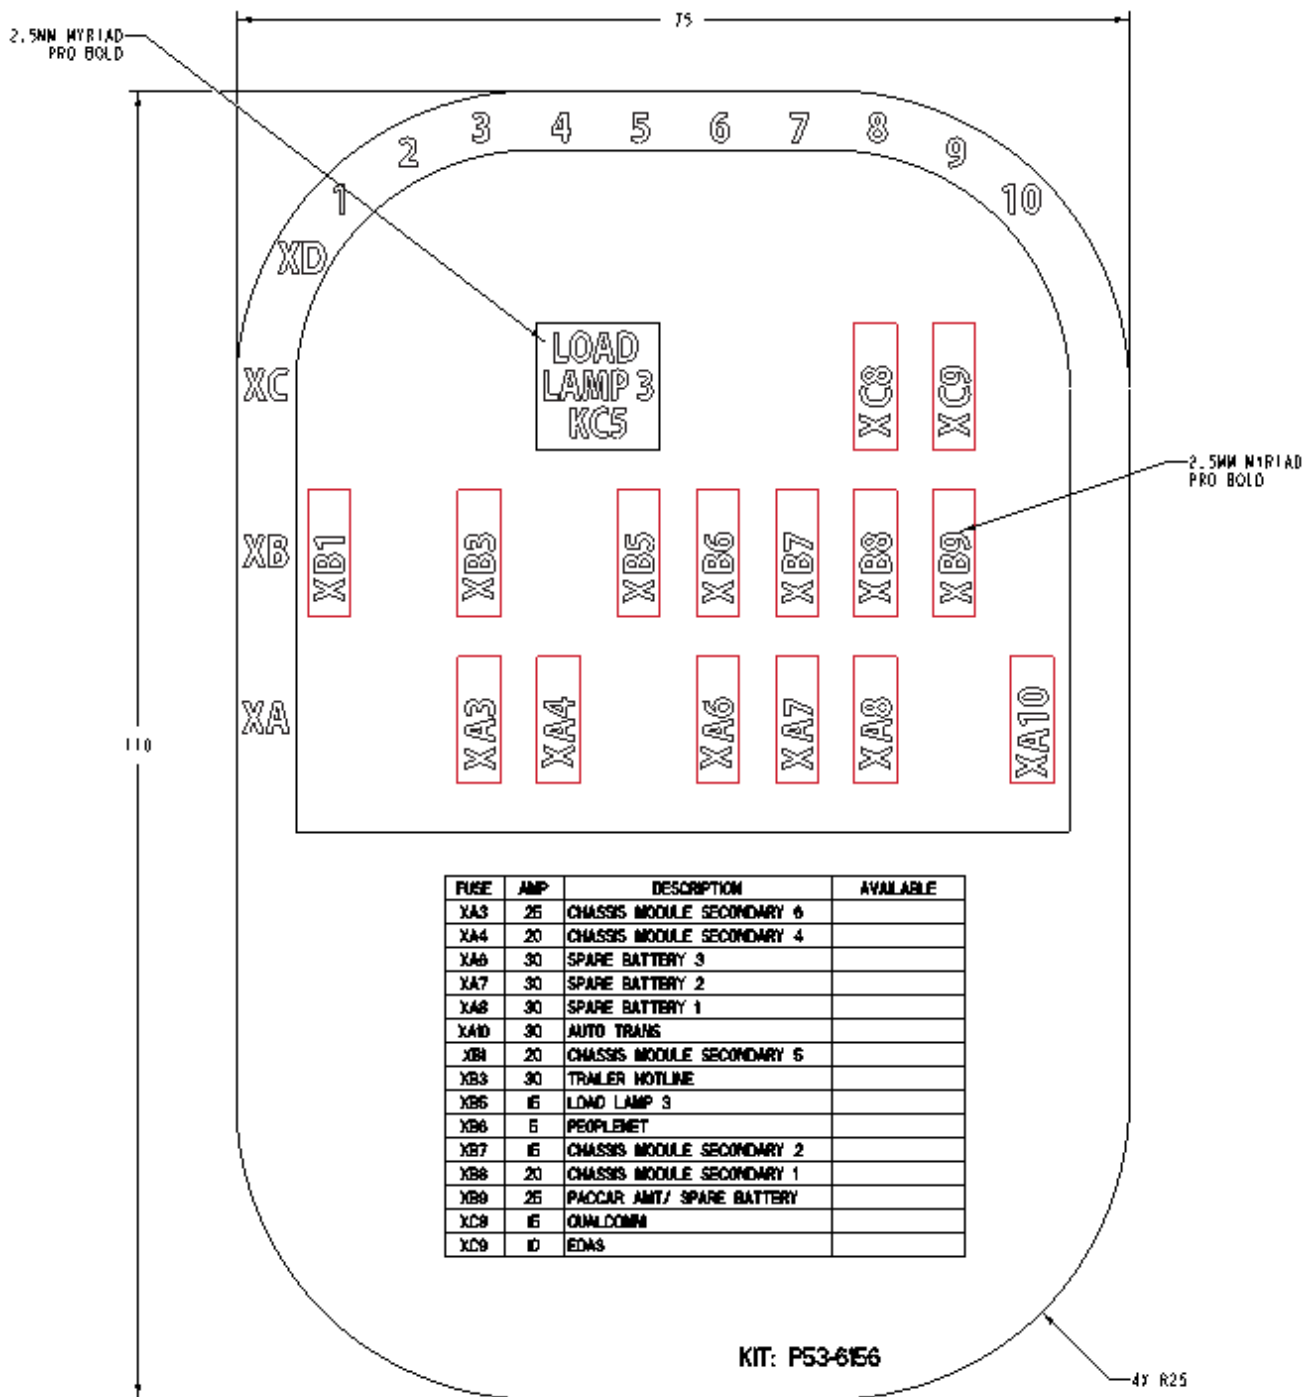 75
2.5MM MYRIAD
PRO BOLD
1 2 3 4 5 6 7 8 9 10
XD
XC
LOAD
LAMP 3
KC5
XC8 XC9
2.5MM MYRIAD
PRO BOLD
XB
XB1 XB3 XB5 XB6 XB7 XB8 XB9
XA
XA3 XA4 XA6 XA7 XA8 XA10
110
FUSE AMP DESCRIPTION AVAILABLE
XA3 25 CHASSIS MODULE SECONDARY 6
XA4 20 CHASSIS MODULE SECONDARY 4
XA6 30 SPARE BATTERY 3
XA7 30 SPARE BATTERY 2
XA8 30 SPARE BATTERY 1
XA10 30 AUTO TRANS
XB1 20 CHASSIS MODULE SECONDARY 5
XB3 30 TRAILER HOTLINE
XB5 15 LOAD LAMP 3
XB6 5 PEOPLENET
XB7 15 CHASSIS MODULE SECONDARY 2
XB8 20 CHASSIS MODULE SECONDARY 1
XB9 25 PACCAR AMT/ SPARE BATTERY
XC8 15 QUALCOMM
XC9 10 EDAS
KIT: P53-6156
4X R25